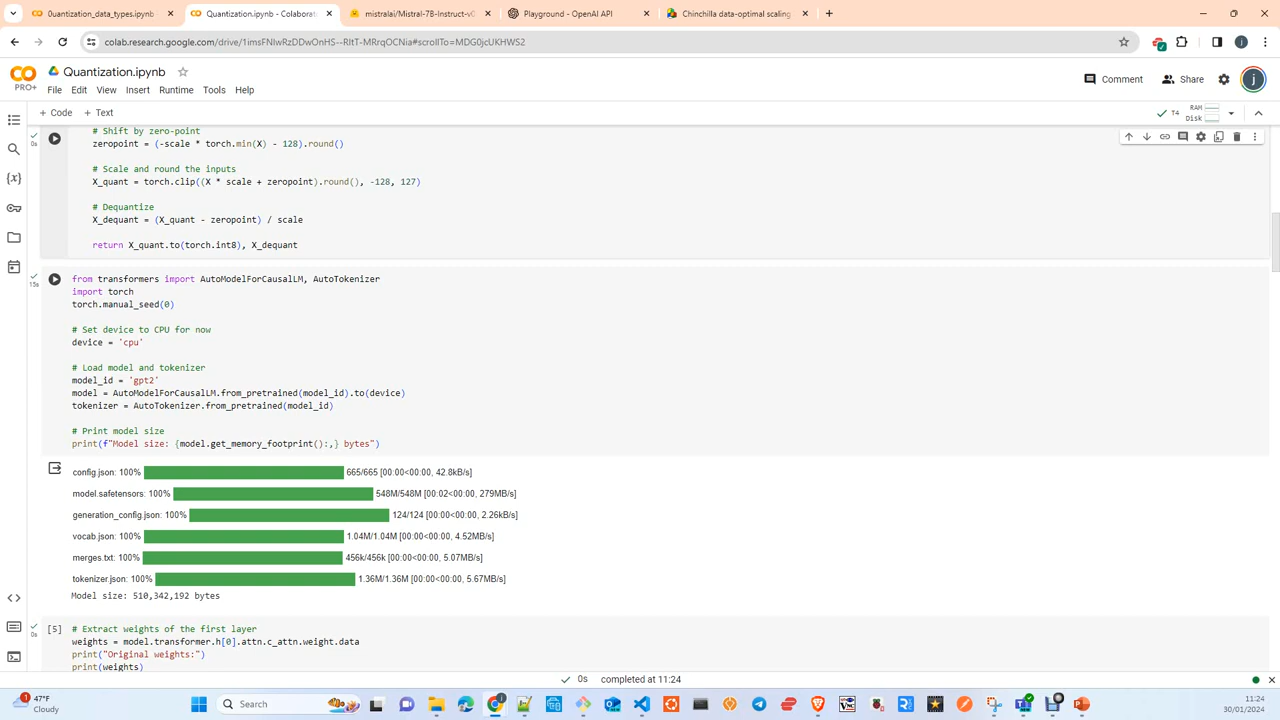 0uantization_data_types.ipynb
Quantization.ipynb - Colaborat
mistralai/Mistral-7B-Instruct-v0
Playground - OpenAI API
Chinchilla data-optimal scaling
Quantization.ipynb
PRO+
File Edit View Insert Runtime Tools Help
Comment
Share
j
+ Code + Text
T4
RAM
Disk
0s
# Shift by zero-point
zeropoint = (-scale * torch.min(X) - 128).round()
# Scale and round the inputs
X_quant = torch.clip((X * scale + zeropoint).round(), -128, 127)
# Dequantize
X_dequant = (X_quant - zeropoint) / scale
return X_quant.to(torch.int8), X_dequant
15s
from transformers import AutoModelForCausalLM, AutoTokenizer
import torch
torch.manual_seed(0)
# Set device to CPU for now
device = 'cpu'
# Load model and tokenizer
model_id = 'gpt2'
model = AutoModelForCausalLM.from_pretrained(model_id).to(device)
tokenizer = AutoTokenizer.from_pretrained(model_id)
# Print model size
print(f"Model size: {model.get_memory_footprint():,} bytes")
config.json: 100% 665/665 [00:00<00:00, 42.8kB/s]
model.safetensors: 100% 548M/548M [00:02<00:00, 279MB/s]
generation_config.json: 100% 124/124 [00:00<00:00, 2.26kB/s]
vocab.json: 100% 1.04M/1.04M [00:00<00:00, 4.52MB/s]
merges.txt: 100% 456k/456k [00:00<00:00, 5.07MB/s]
tokenizer.json: 100% 1.36M/1.36M [00:00<00:00, 5.67MB/s]
Model size: 510,342,192 bytes
0s
[5]
# Extract weights of the first layer
weights = model.transformer.h[0].attn.c_attn.weight.data
print("Original weights:")
print(weights)
0s completed at 11:24
47°F
Cloudy
Search
11:24
30/01/2024